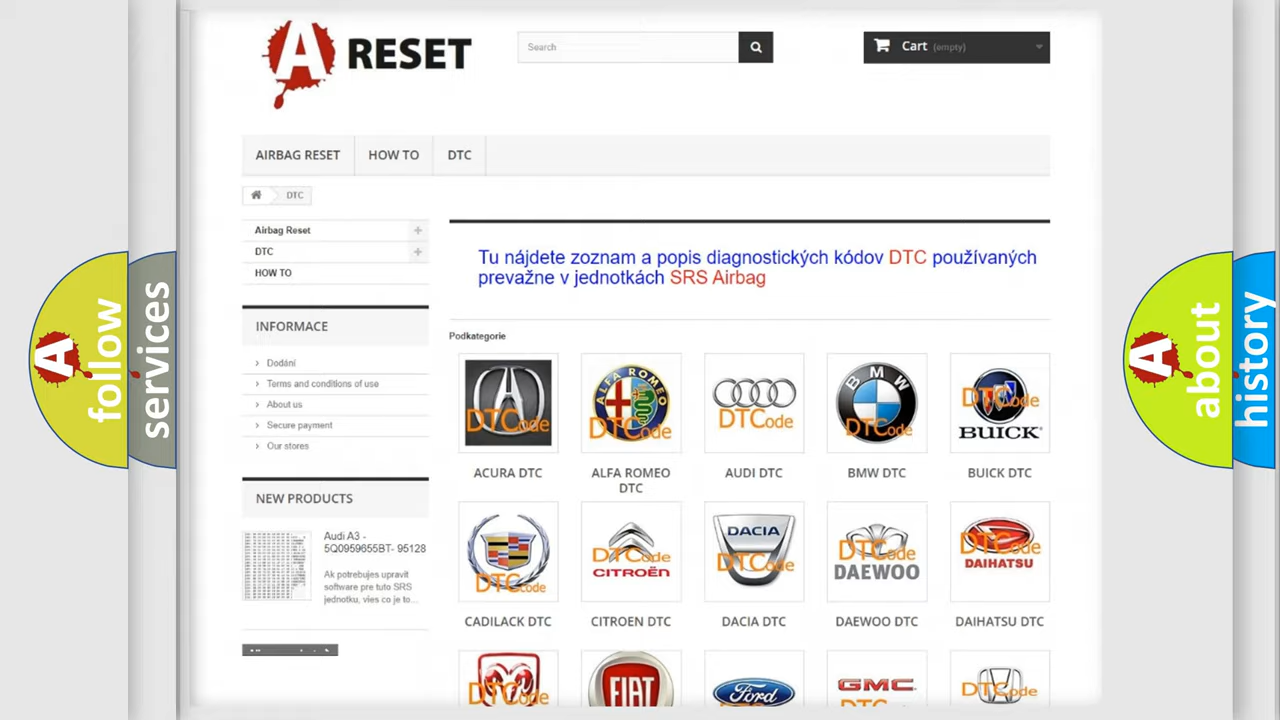 A RESET
Search
Cart (empty)
AIRBAG RESET
HOW TO
DTC
DTC
Airbag Reset
DTC
HOW TO
Tu nájdete zoznam a popis diagnostických kódov DTC používaných
prevažne v jednotkách SRS Airbag
INFORMACE
Dodání
Terms and conditions of use
About us
Secure payment
Our stores
Podkategorie
DTCode
ALFA ROMEO
DTCode
DTCode
BMW
DTCode
DTCode
BUICK
ACURA DTC
ALFA ROMEO
DTC
AUDI DTC
BMW DTC
BUICK DTC
NEW PRODUCTS
Audi A3 -
5Q0959655BT- 95128
Ak potrebujes upravit
software pre tuto SRS
jednotku, vies co je to...
DTCode
DTCode
CITROËN
DACIA
DTCode
DTCode
DAEWOO
DTCode
DAIHATSU
CADILACK DTC
CITROEN DTC
DACIA DTC
DAEWOO DTC
DAIHATSU DTC
DTCode
FIAT
Ford
GMC
DTCode
A follow
services
A about
history